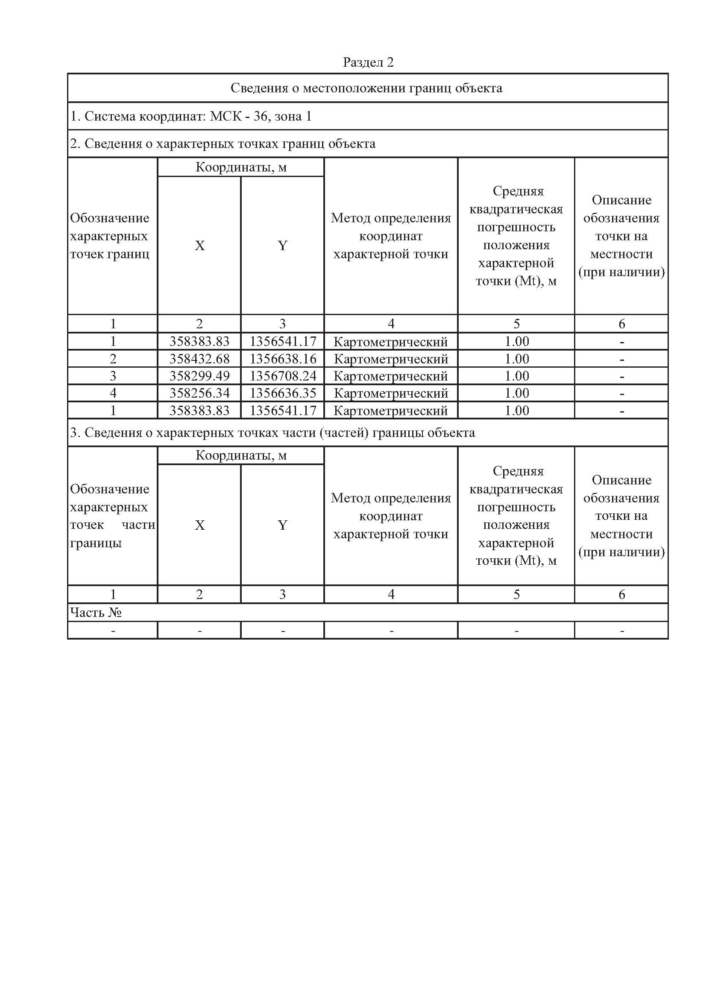 Раздел 2
Сведения о местоположении границ объекта
1. Система координат: МСК - 36, зона 1
2. Сведения о характерных точках границ объекта
Обозначение
характерных
точек границ
Координаты, м
X
Y
Метод определения
координат
характерной точки
Средняя
квадратическая
погрешность
положения
характерной
точки (Mt), м
Описание
обозначения
точки на
местности
(при наличии)
1 2 3 4 5 6
1 358383.83 1356541.17 Картометрический 1.00 -
2 358432.68 1356638.16 Картометрический 1.00 -
3 358299.49 1356708.24 Картометрический 1.00 -
4 358256.34 1356636.35 Картометрический 1.00 -
1 358383.83 1356541.17 Картометрический 1.00 -
3. Сведения о характерных точках части (частей) границы объекта
Обозначение
характерных
точек части
границы
Координаты, м
X
Y
Метод определения
координат
характерной точки
Средняя
квадратическая
погрешность
положения
характерной
точки (Mt), м
Описание
обозначения
точки на
местности
(при наличии)
1 2 3 4 5 6
Часть №
- - - - - -